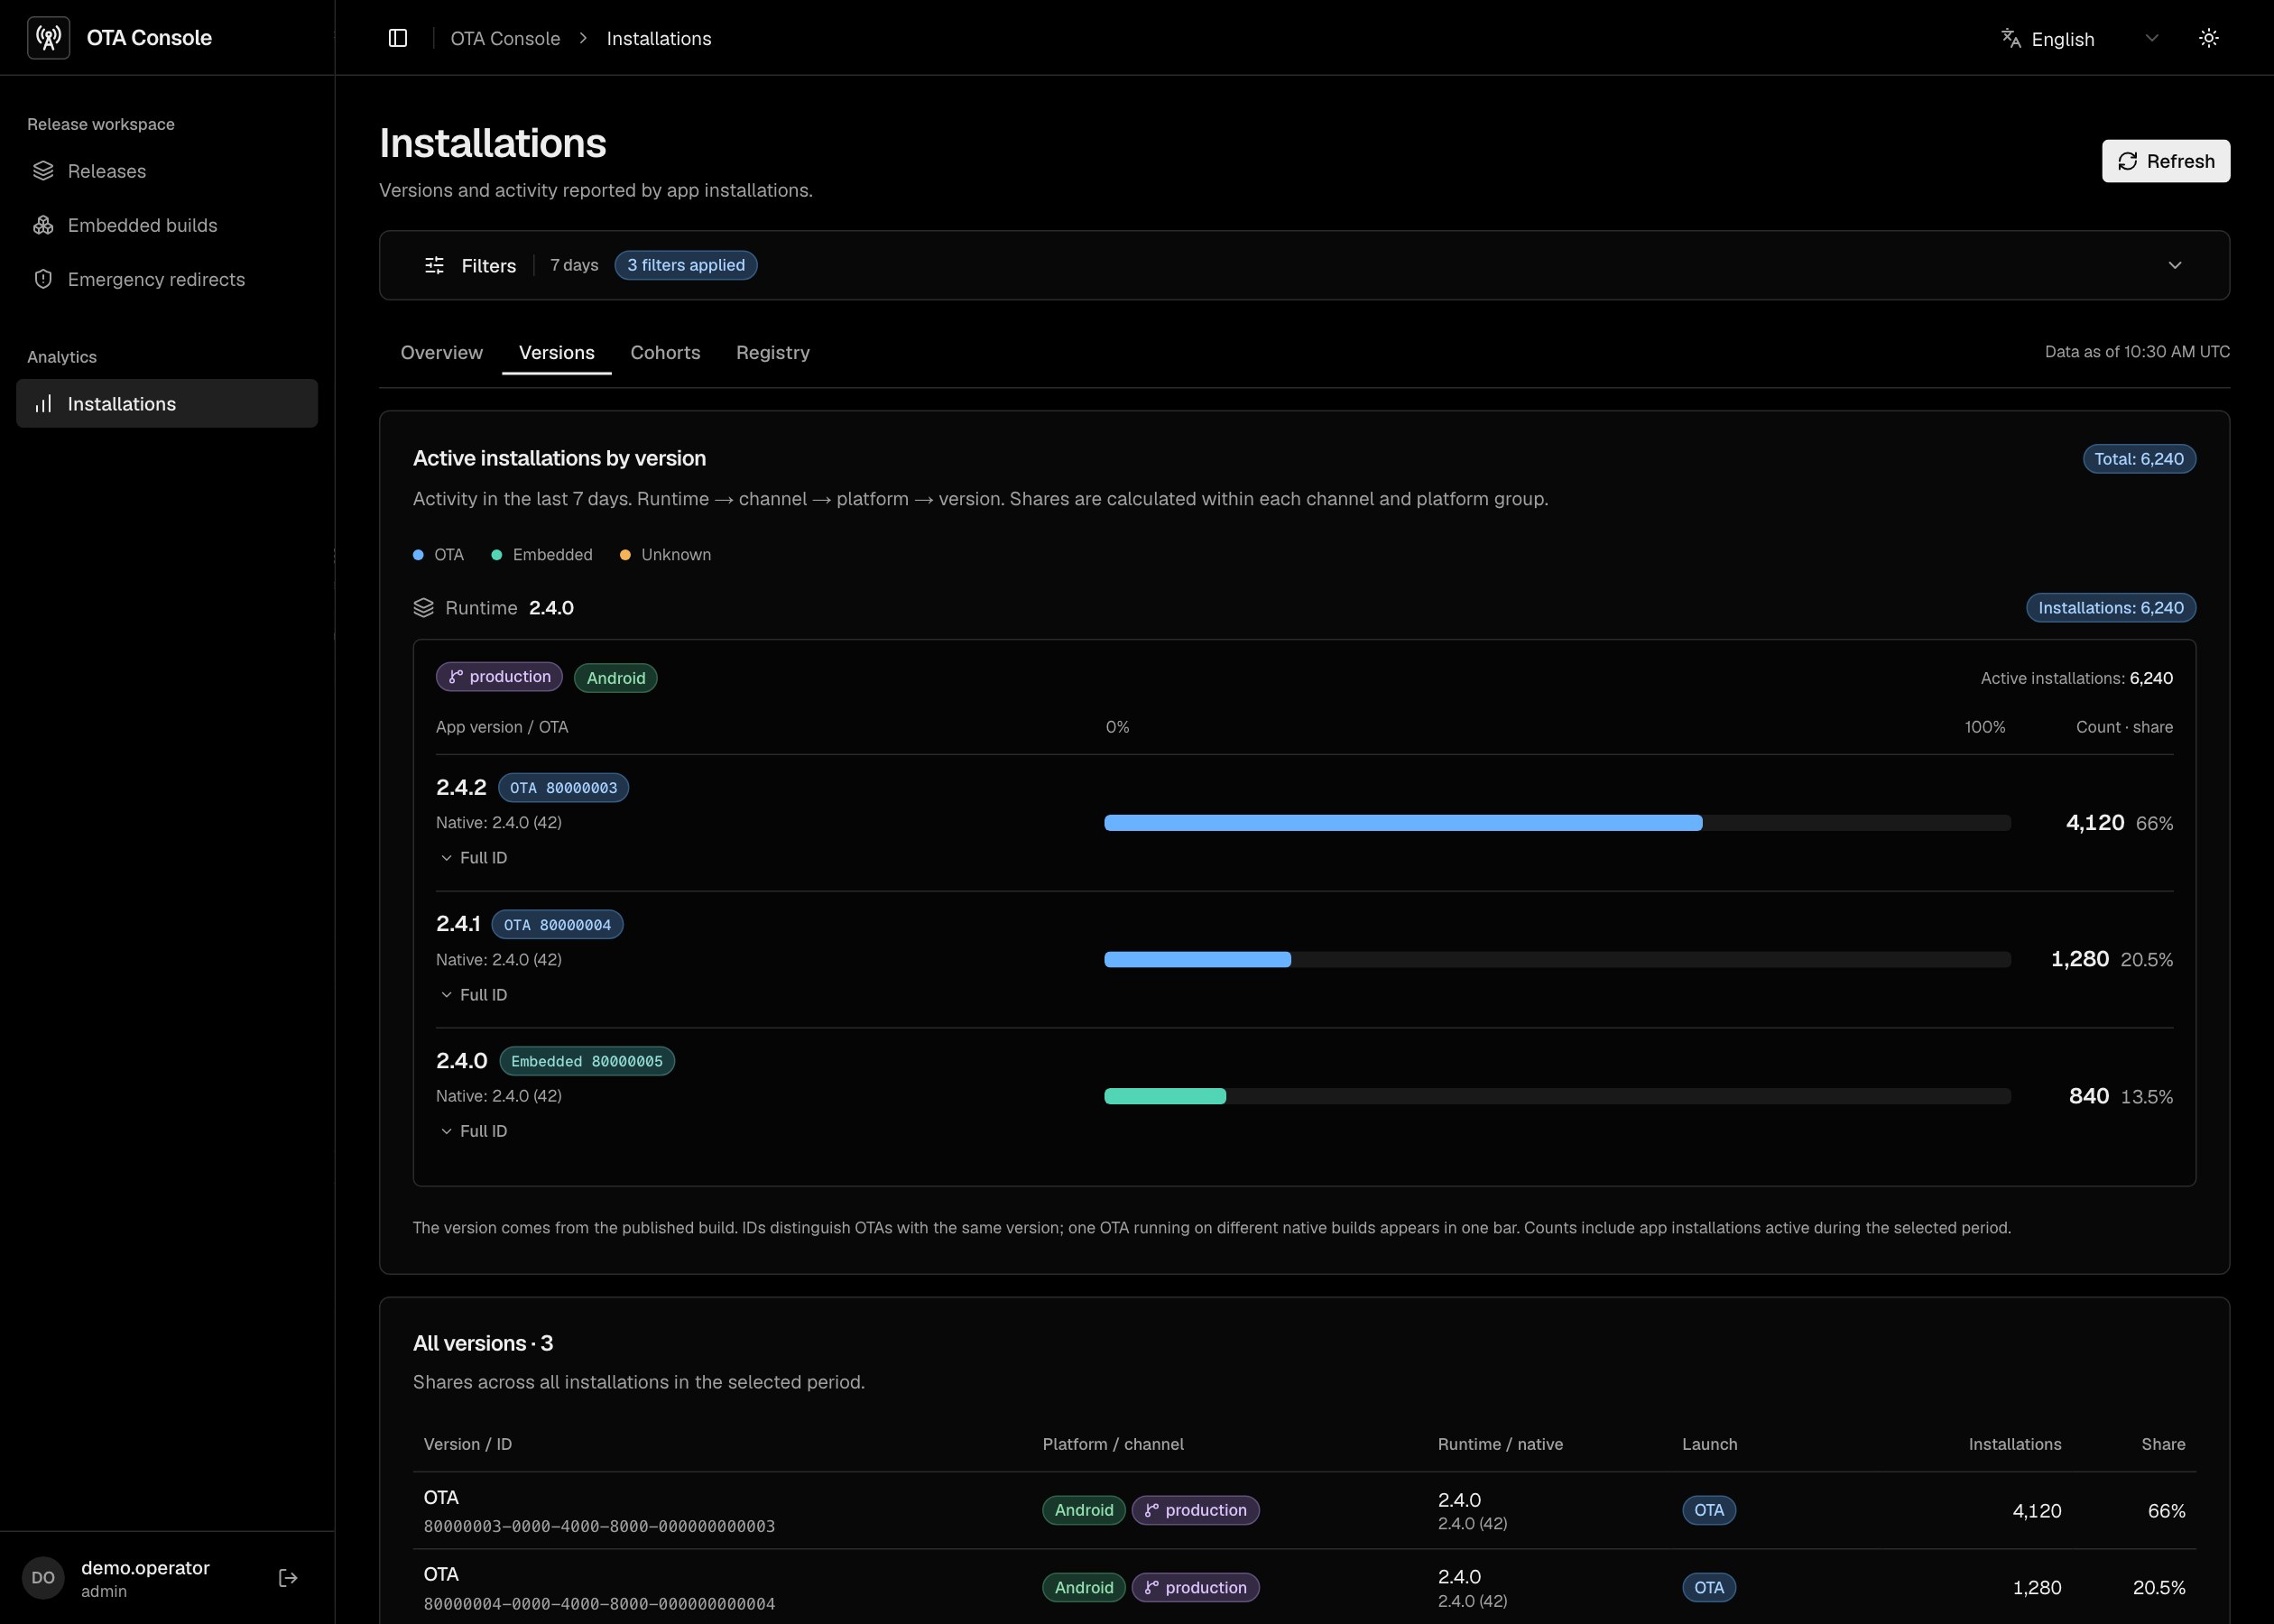 OTA Console
OTA Console > Installations
English
Release workspace
Releases
Embedded builds
Emergency redirects
Analytics
Installations
Installations
Versions and activity reported by app installations.
Refresh
Filters 7 days 3 filters applied
Overview Versions Cohorts Registry
Data as of 10:30 AM UTC
Active installations by version
Total: 6,240
Activity in the last 7 days. Runtime → channel → platform → version. Shares are calculated within each channel and platform group.
OTA Embedded Unknown
Runtime 2.4.0
Installations: 6,240
production Android
Active installations: 6,240
App version / OTA 0% 100% Count · share
2.4.2 OTA 80000003
Native: 2.4.0 (42)
4,120 66%
Full ID
2.4.1 OTA 80000004
Native: 2.4.0 (42)
1,280 20.5%
Full ID
2.4.0 Embedded 80000005
Native: 2.4.0 (42)
840 13.5%
Full ID
The version comes from the published build. IDs distinguish OTAs with the same version; one OTA running on different native builds appears in one bar. Counts include app installations active during the selected period.
All versions · 3
Shares across all installations in the selected period.
Version / ID Platform / channel Runtime / native Launch Installations Share
OTA
80000003-0000-4000-8000-000000000003
Android production
2.4.0
2.4.0 (42)
OTA 4,120 66%
OTA
80000004-0000-4000-8000-000000000004
Android production
2.4.0
2.4.0 (42)
OTA 1,280 20.5%
DO
demo.operator
admin